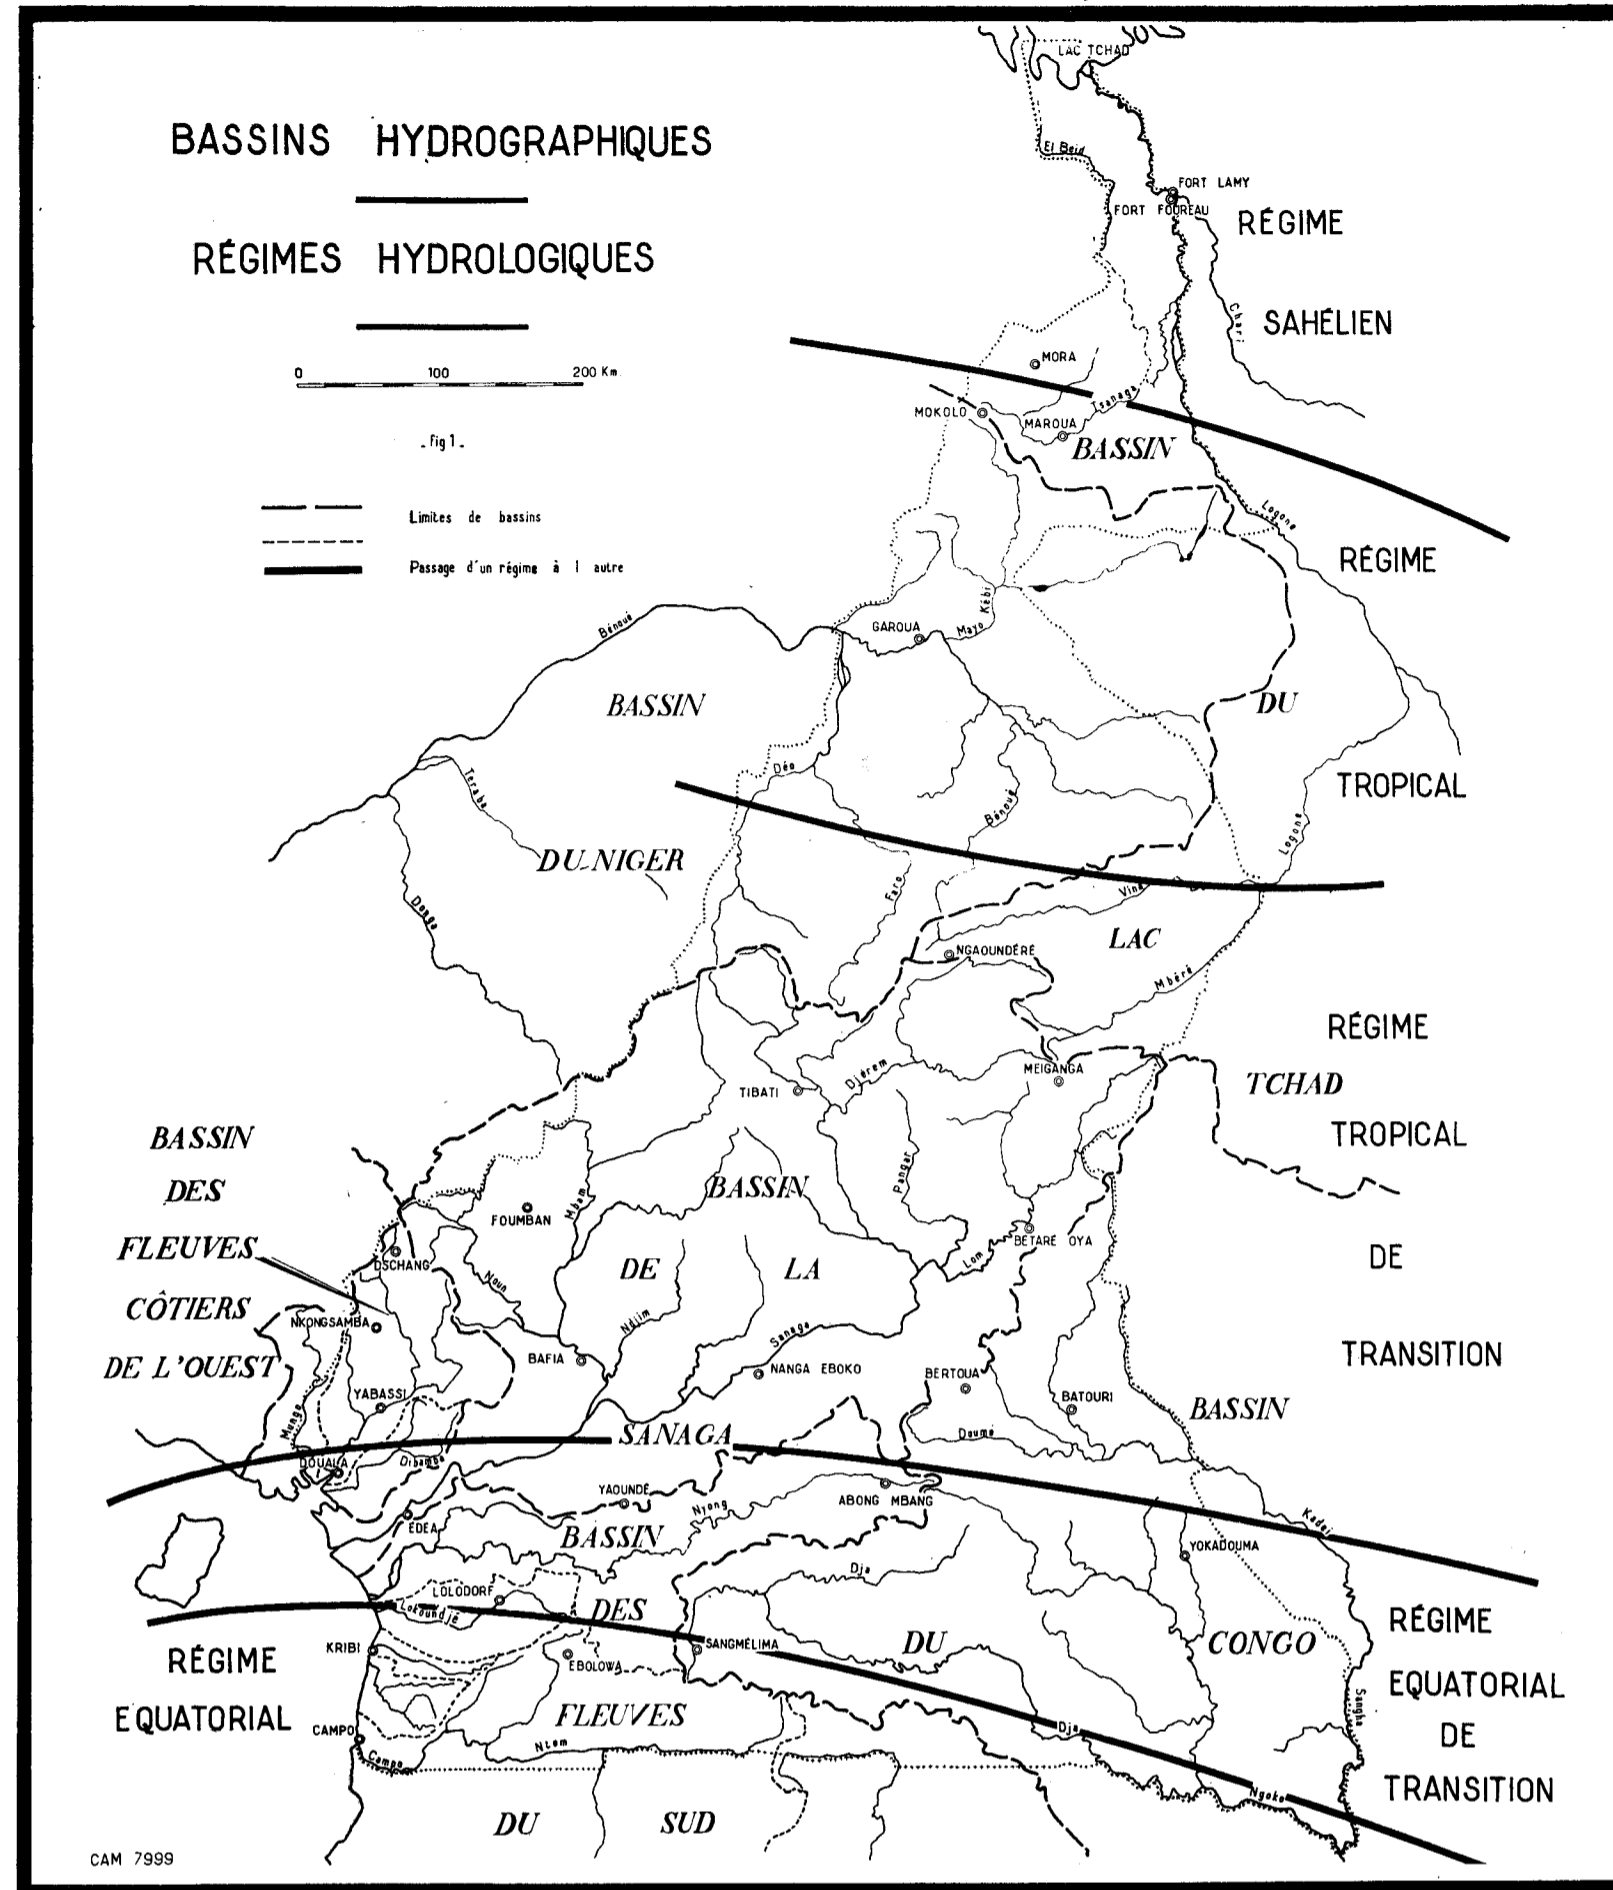 BASSINS HYDROGRAPHIQUES
RÉGIMES HYDROLOGIQUES
0 100 200 Km
- fig 1 -
Limites de bassins
Passage d'un régime à l autre
LAC TCHAD
El Beid
FORT LAMY
FORT FOUREAU
RÉGIME
SAHÉLIEN
Chari
MORA
MOKOLO
Tsanaga
MAROUA
BASSIN
Logone
RÉGIME
Bénoué
GAROUA
Mayo Kébi
BASSIN
DU
Déo
Teraba
TROPICAL
Bénoué
Logone
DU NIGER
Faro
Vina
Donga
LAC
NGAOUNDÉRÉ
Mbéré
RÉGIME
Djérem
MEIGANGA
TCHAD
TIBATI
TROPICAL
BASSIN
DES
FLEUVES
CÔTIERS
DE L'OUEST
Pangar
BASSIN
Mbam
FOUMBAN
BÉTARÉ OYA
DSCHANG
Lom
DE
Noun
DE LA
NKONGSAMBA
Ndjim
Sanaga
BAFIA
NANGA EBOKO
TRANSITION
BERTOUA
YABASSI
BATOURI
BASSIN
Mungo
SANAGA
Doumé
DOUALA
Dibamba
YAOUNDÉ
Nyong
ABONG MBANG
EDEA
BASSIN
Kadei
YOKADOUMA
Dja
LOLODORF
Lokoundjé
DES
RÉGIME
KRIBI
SANGMÉLIMA
DU
CONGO
RÉGIME
EBOLOWA
EQUATORIAL
EQUATORIAL
Sangha
FLEUVES
CAMPO
Dja
DE
Ntem
Campo
TRANSITION
Ngoko
DU SUD
CAM 7999